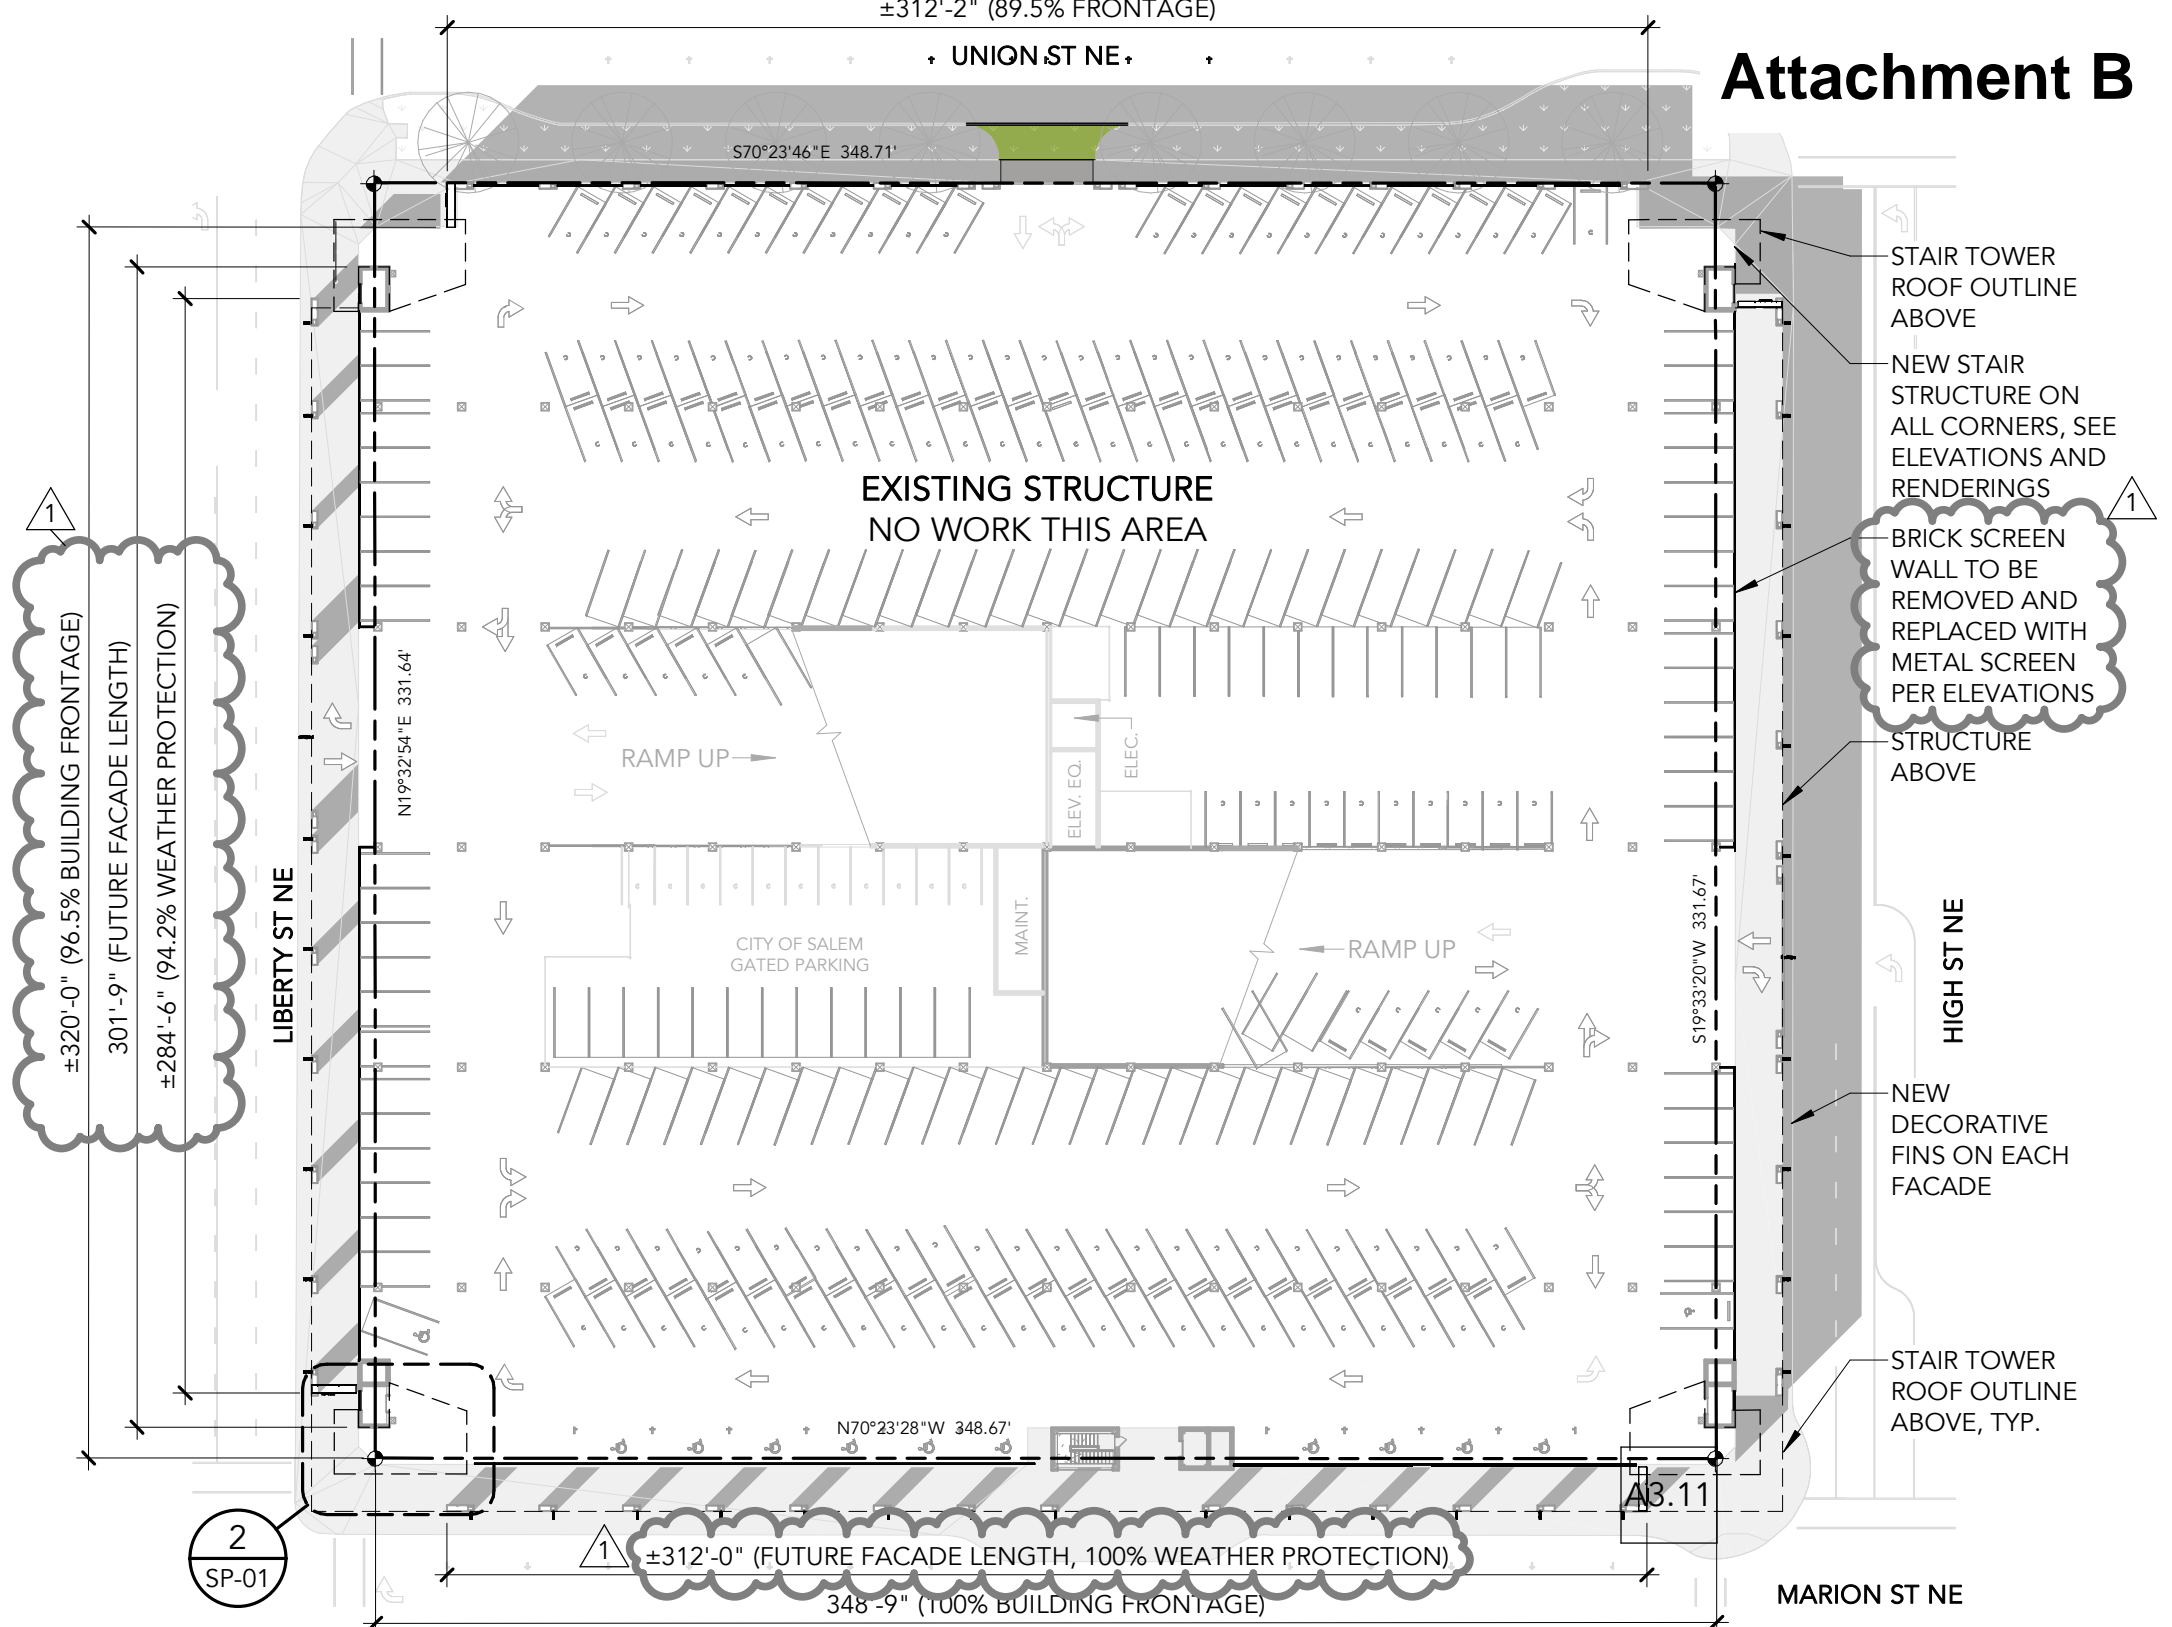 ±312'-2" (89.5% FRONTAGE)
UNION ST NE
Attachment B
S70°23'46"E 348.71'
STAIR TOWER
ROOF OUTLINE
ABOVE
NEW STAIR
STRUCTURE ON
ALL CORNERS, SEE
ELEVATIONS AND
RENDERINGS
1
1
EXISTING STRUCTURE
NO WORK THIS AREA
BRICK SCREEN
WALL TO BE
REMOVED AND
REPLACED WITH
METAL SCREEN
PER ELEVATIONS
±320'-0" (96.5% BUILDING FRONTAGE)
301'-9" (FUTURE FACADE LENGTH)
±284'-6" (94.2% WEATHER PROTECTION)
N19°32'54"E 331.64'
STRUCTURE
ABOVE
RAMP UP
ELEC.
ELEV. EQ.
LIBERTY ST NE
CITY OF SALEM
GATED PARKING
MAINT.
RAMP UP
S19°33'20"W 331.67'
HIGH ST NE
NEW
DECORATIVE
FINS ON EACH
FACADE
STAIR TOWER
ROOF OUTLINE
ABOVE, TYP.
N70°23'28"W 348.67'
A3.11
2
SP-01
1
±312'-0" (FUTURE FACADE LENGTH, 100% WEATHER PROTECTION)
348'-9" (100% BUILDING FRONTAGE)
MARION ST NE